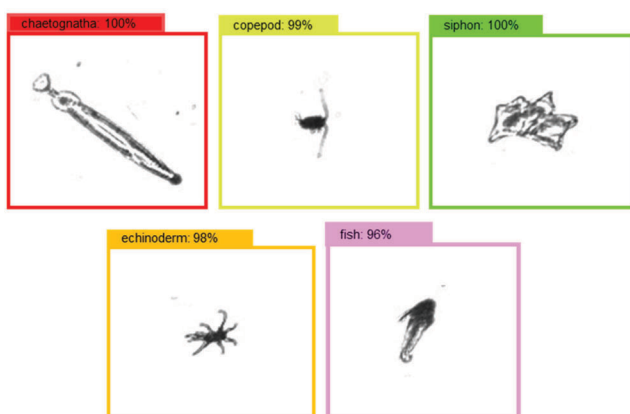 chaetognatha: 100%
copepod: 99%
siphon: 100%
echinoderm: 98%
fish: 96%